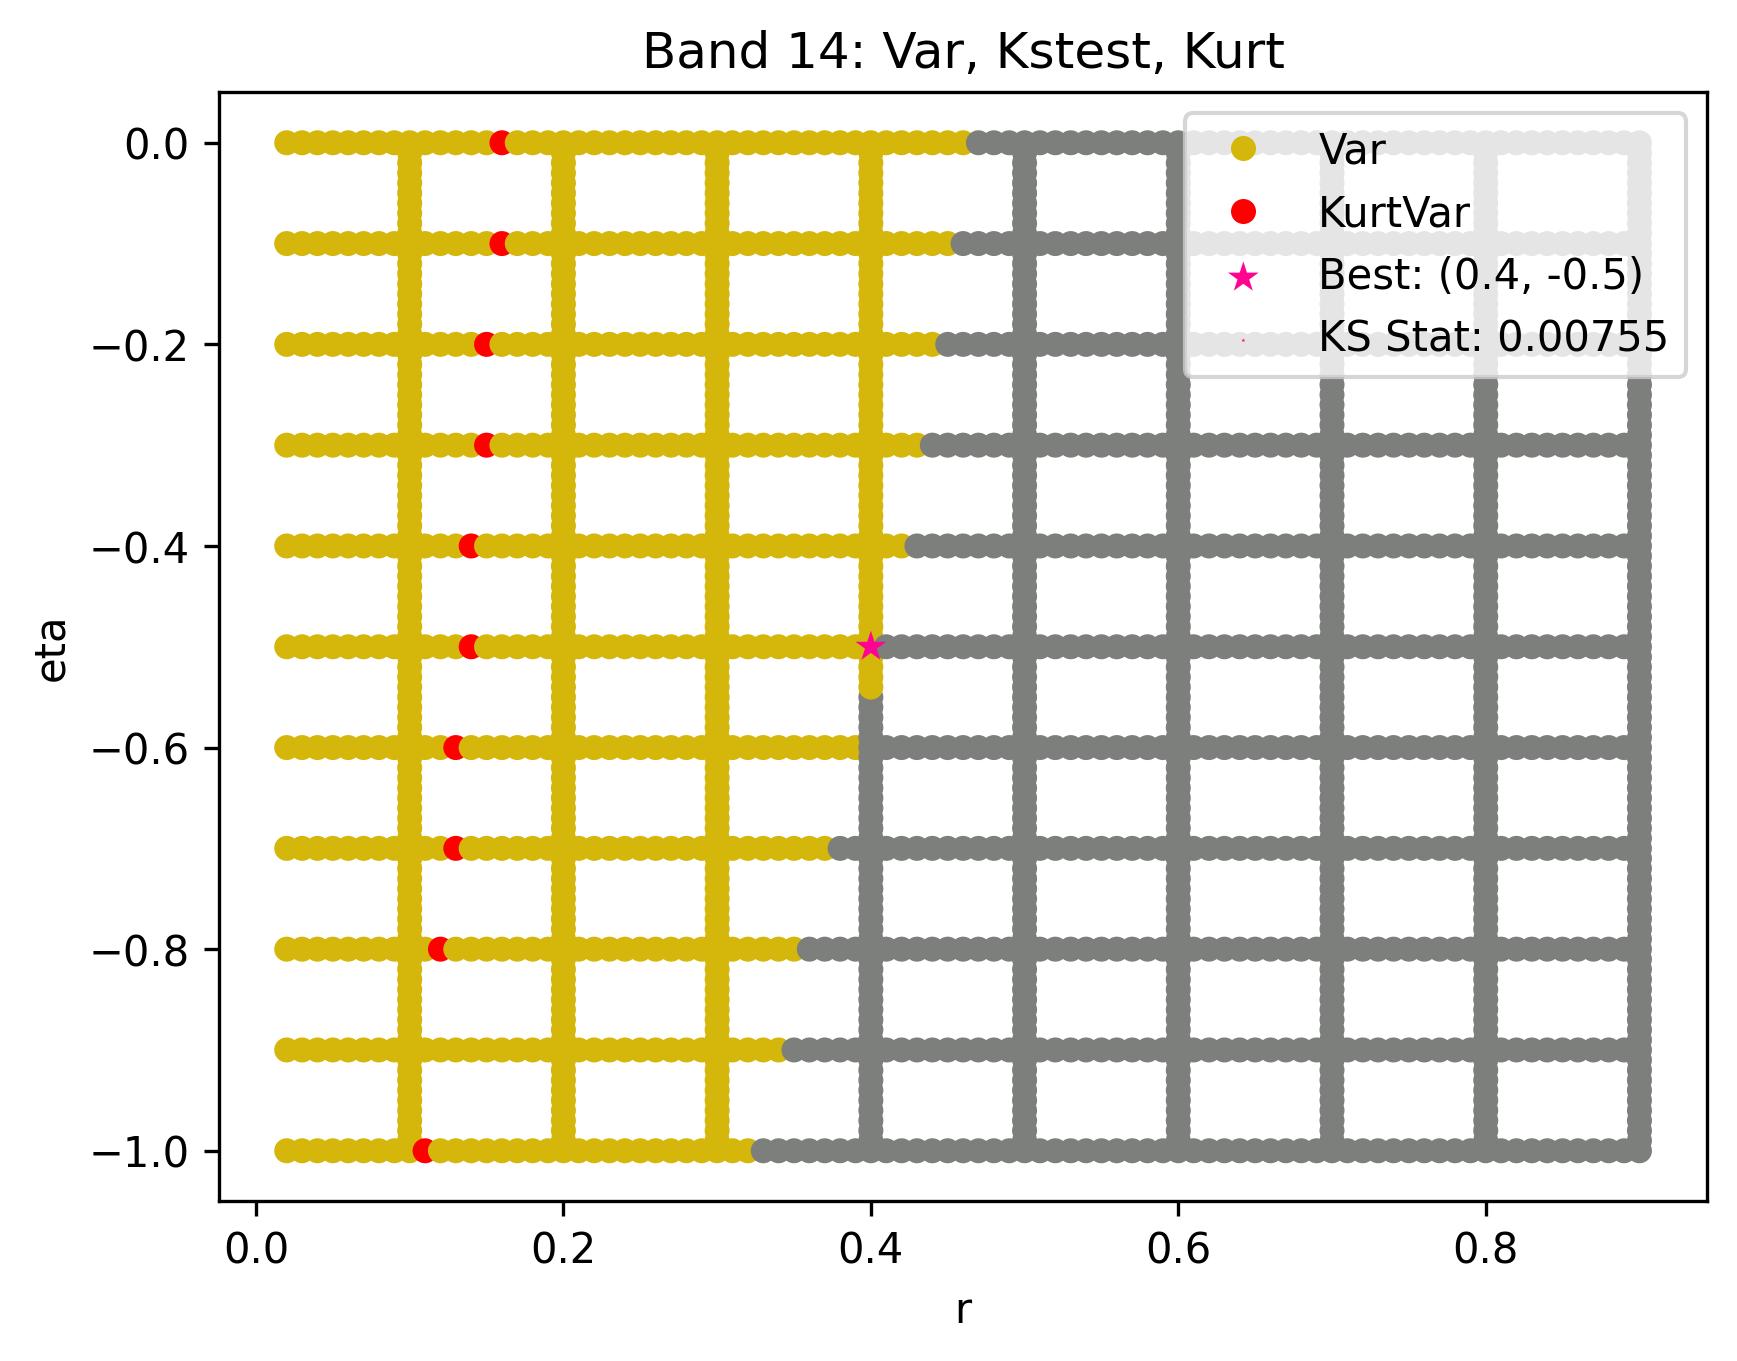 Band 14: Var, Kstest, Kurt
Var
KurtVar
Best: (0.4, -0.5)
KS Stat: 0.00755
0.0
−0.2
−0.4
−0.6
−0.8
−1.0
eta
0.0 0.2 0.4 0.6 0.8
r